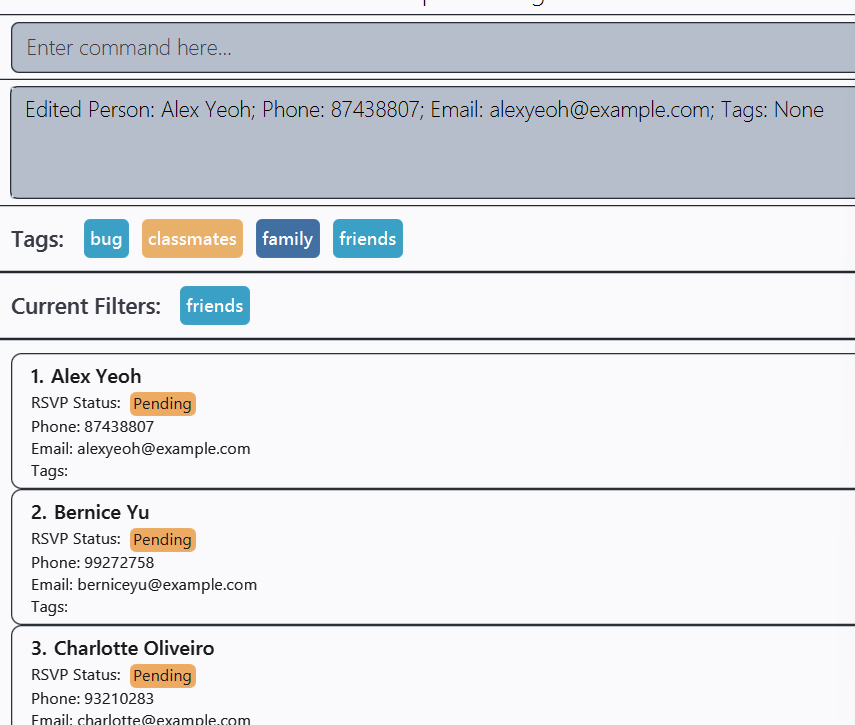 Enter command here...
Edited Person: Alex Yeoh; Phone: 87438807; Email: alexyeoh@example.com; Tags: None
Tags: bug classmates family friends
Current Filters: friends
1. Alex Yeoh
RSVP Status: Pending
Phone: 87438807
Email: alexyeoh@example.com
Tags:
2. Bernice Yu
RSVP Status: Pending
Phone: 99272758
Email: berniceyu@example.com
Tags:
3. Charlotte Oliveiro
RSVP Status: Pending
Phone: 93210283
Email: charlotte@example.com